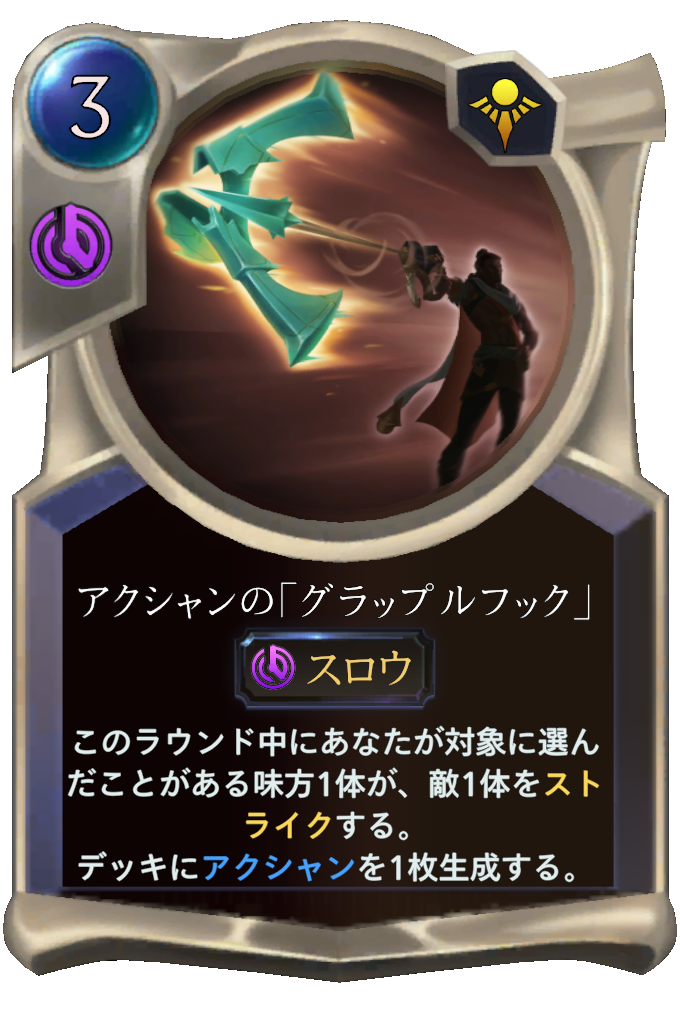 3
アクシャンの「グラップルフック」
スロウ
このラウンド中にあなたが対象に選ん
だことがある味方1体が、敵1体をスト
ライクする。
デッキにアクシャンを1枚生成する。